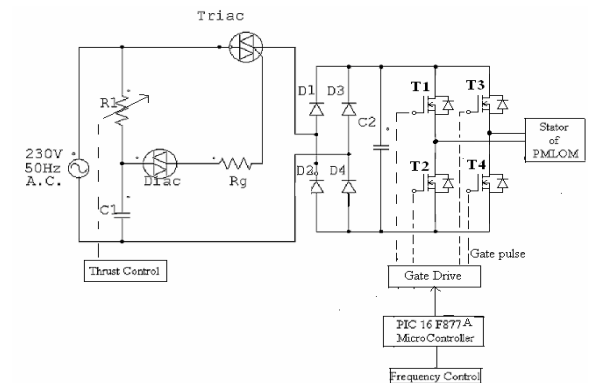 Triac
D1
D3
T1
T3
R1
C2
230V
50Hz
A.C.
Diac
Rg
D2
D4
T2
T4
Stator
of
PMLOM
C1
Thrust Control
Gate pulse
Gate Drive
PIC 16 F877A
MicroController
Frequency Control